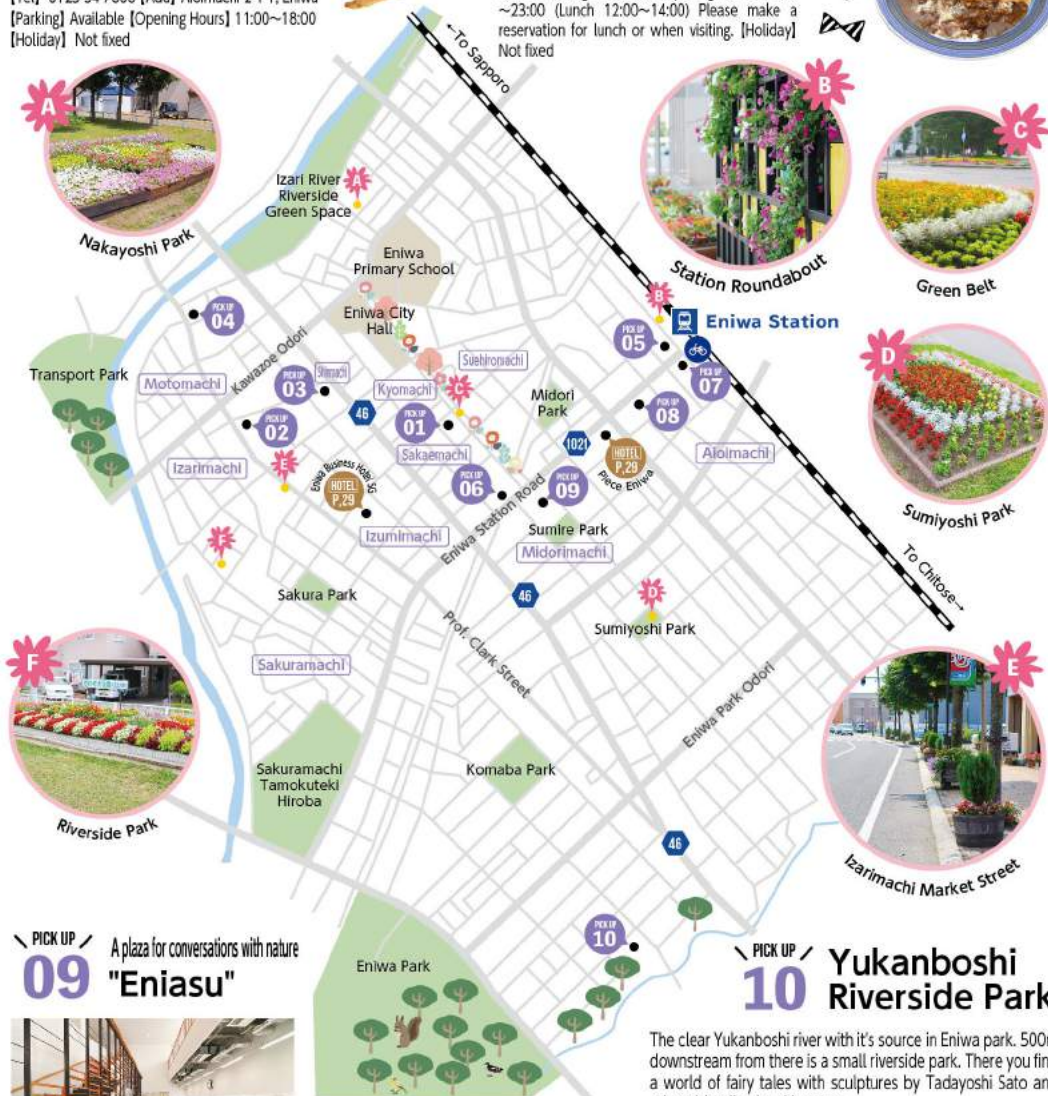 [Parking] Available [Opening Hours] 11:00~18:00
[Holiday] Not fixed
~23:00 (Lunch 12:00~14:00) Please make a
reservation for lunch or when visiting. [Holiday]
Not fixed
←To Sapporo
A
Nakayoshi Park
B
Station Roundabout
C
Green Belt
Izari River
Riverside
Green Space
A
Eniwa
Primary School
Eniwa City
Hall
B
Eniwa Station
PICK UP
04
PICK UP
05
PICK UP
07
Transport Park
Motomachi
Kawazoe Odori
PICK UP
03
Suehiromachi
Kyomachi
C
Midori
Park
PICK UP
08
D
Sumiyoshi Park
46
PICK UP
01
PICK UP
02
Sakaemachi
1021
HOTEL
P,29
Piece Eniwa
Aioimachi
Izarimachi
E
Eniwa Business Hotel SG
HOTEL
P,29
PICK UP
06
PICK UP
09
Eniwa Station Road
Sumire Park
Izumimachi
Midorimachi
F
Sakura Park
46
D
Sumiyoshi Park
To Chitose→
Prof. Clark Street
Sakuramachi
F
Riverside Park
E
Izarimachi Market Street
Eniwa Park Odori
Sakuramachi
Tamokuteki
Hiroba
Komaba Park
46
PICK UP
10
Eniwa Park
PICK UP
09
A plaza for conversations with nature
"Eniasu"
PICK UP
10
Yukanboshi
Riverside Park
The clear Yukanboshi river with it's source in Eniwa park. 500
downstream from there is a small riverside park. There you
a world of fairy tales with sculptures by Tadayoshi Sato